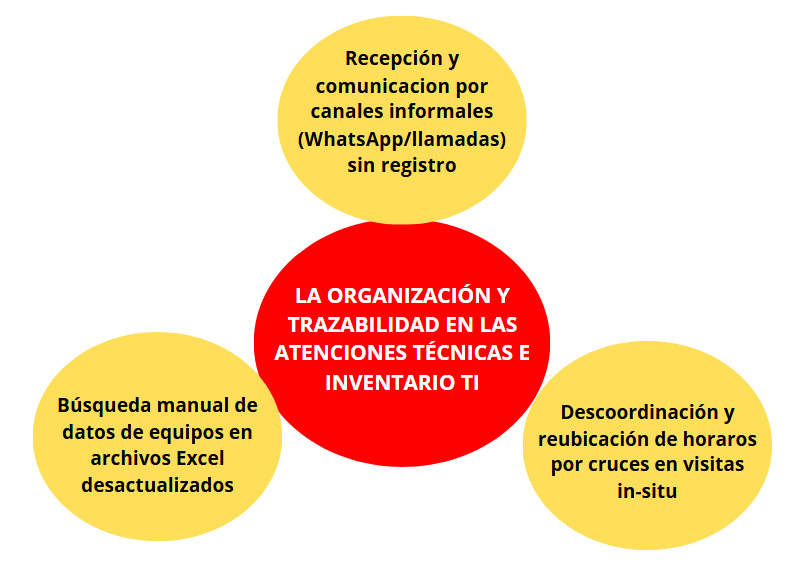 Recepción y
comunicacion por
canales informales
(WhatsApp/llamadas)
sin registro
LA ORGANIZACIÓN Y
TRAZABILIDAD EN LAS
ATENCIONES TÉCNICAS E
INVENTARIO TI
Búsqueda manual de
datos de equipos en
archivos Excel
desactualizados
Descoordinación y
reubicación de horaros
por cruces en visitas
in-situ